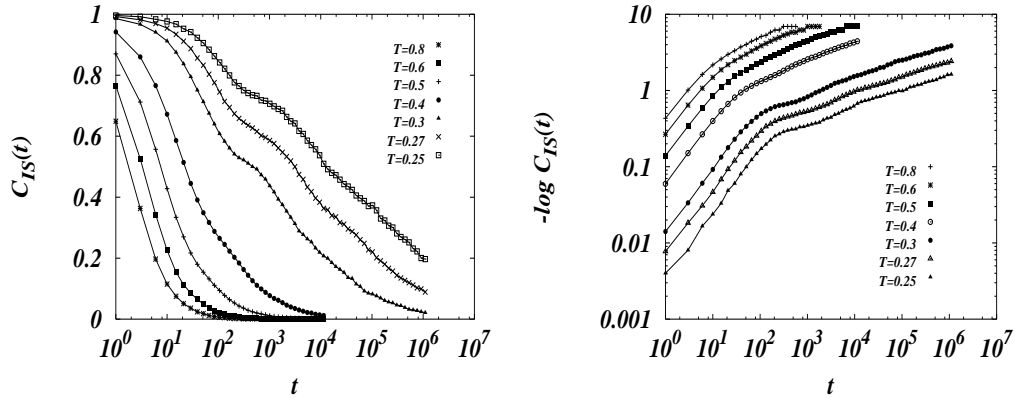 C_IS(t)
1
0.8
0.6
0.4
0.2
0
10^0
10^1
10^2
10^3
10^4
10^5
10^6
10^7
t
T=0.8
T=0.6
T=0.5
T=0.4
T=0.3
T=0.27
T=0.25
-log C_IS(t)
10
1
0.1
0.01
0.001
10^0
10^1
10^2
10^3
10^4
10^5
10^6
10^7
t
T=0.8
T=0.6
T=0.5
T=0.4
T=0.3
T=0.27
T=0.25